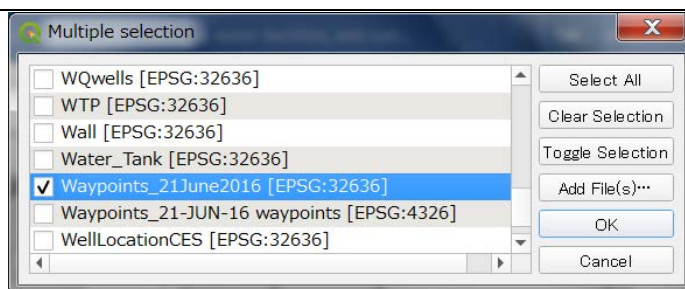 Multiple selection
WQwells [EPSG:32636]
WTP [EPSG:32636]
Wall [EPSG:32636]
Water_Tank [EPSG:32636]
Waypoints_21June2016 [EPSG:32636]
Waypoints_21-JUN-16 waypoints [EPSG:4326]
WellLocationCES [EPSG:32636]
Select All
Clear Selection
Toggle Selection
Add File(s)…
OK
Cancel